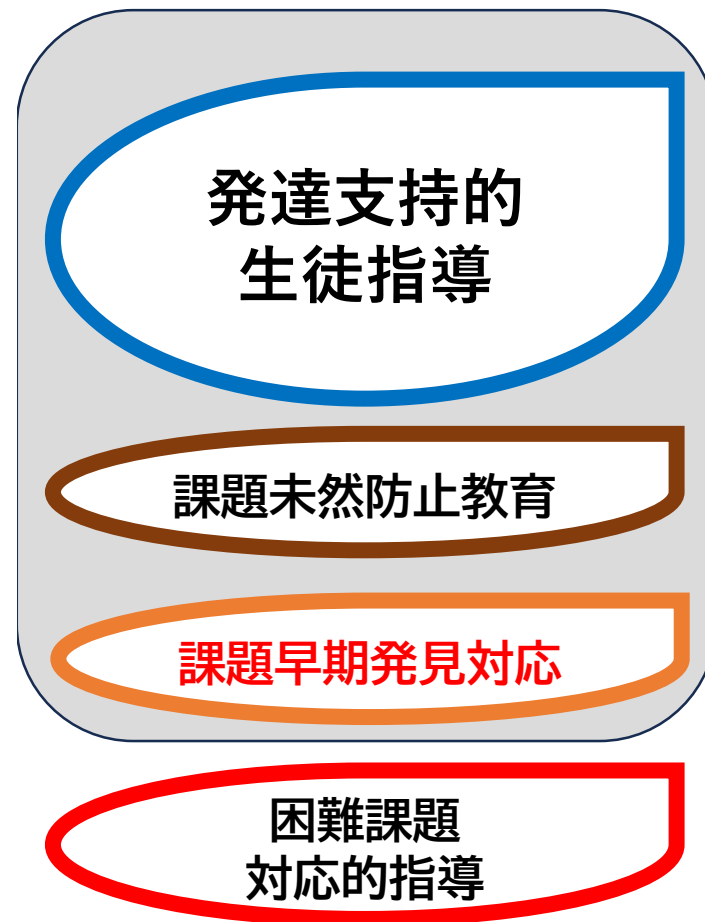 発達支持的
生徒指導
課題未然防止教育
課題早期発見対応
困難課題
対応的指導